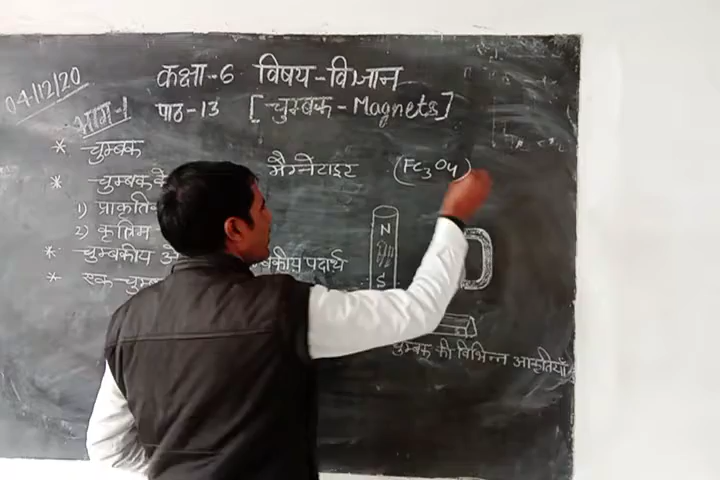 04/12/20
कक्षा-6 विषय-विज्ञान
भाग-1 पाठ-13 [चुम्बक-Magnets]
* चुम्बक
मैग्नेटाइट (Fe3O4)
* चुम्बक के
1) प्राकृतिक
2) कृत्रिम
* चुम्बकीय
पदार्थ
* एक-
N
S
चुम्बक की विभिन्न आकृतियाँ